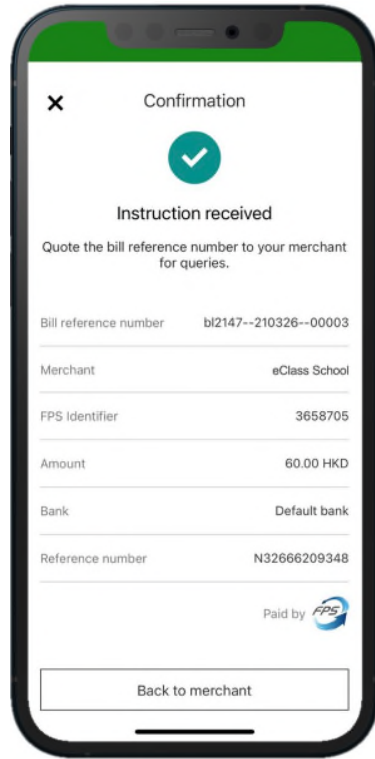 Confirmation
Instruction received
Quote the bill reference number to your merchant
for queries.
Bill reference number bl2147--210326--00003
Merchant eClass School
FPS Identifier 3658705
Amount 60.00 HKD
Bank Default bank
Reference number N32666209348
Paid by FPS
Back to merchant